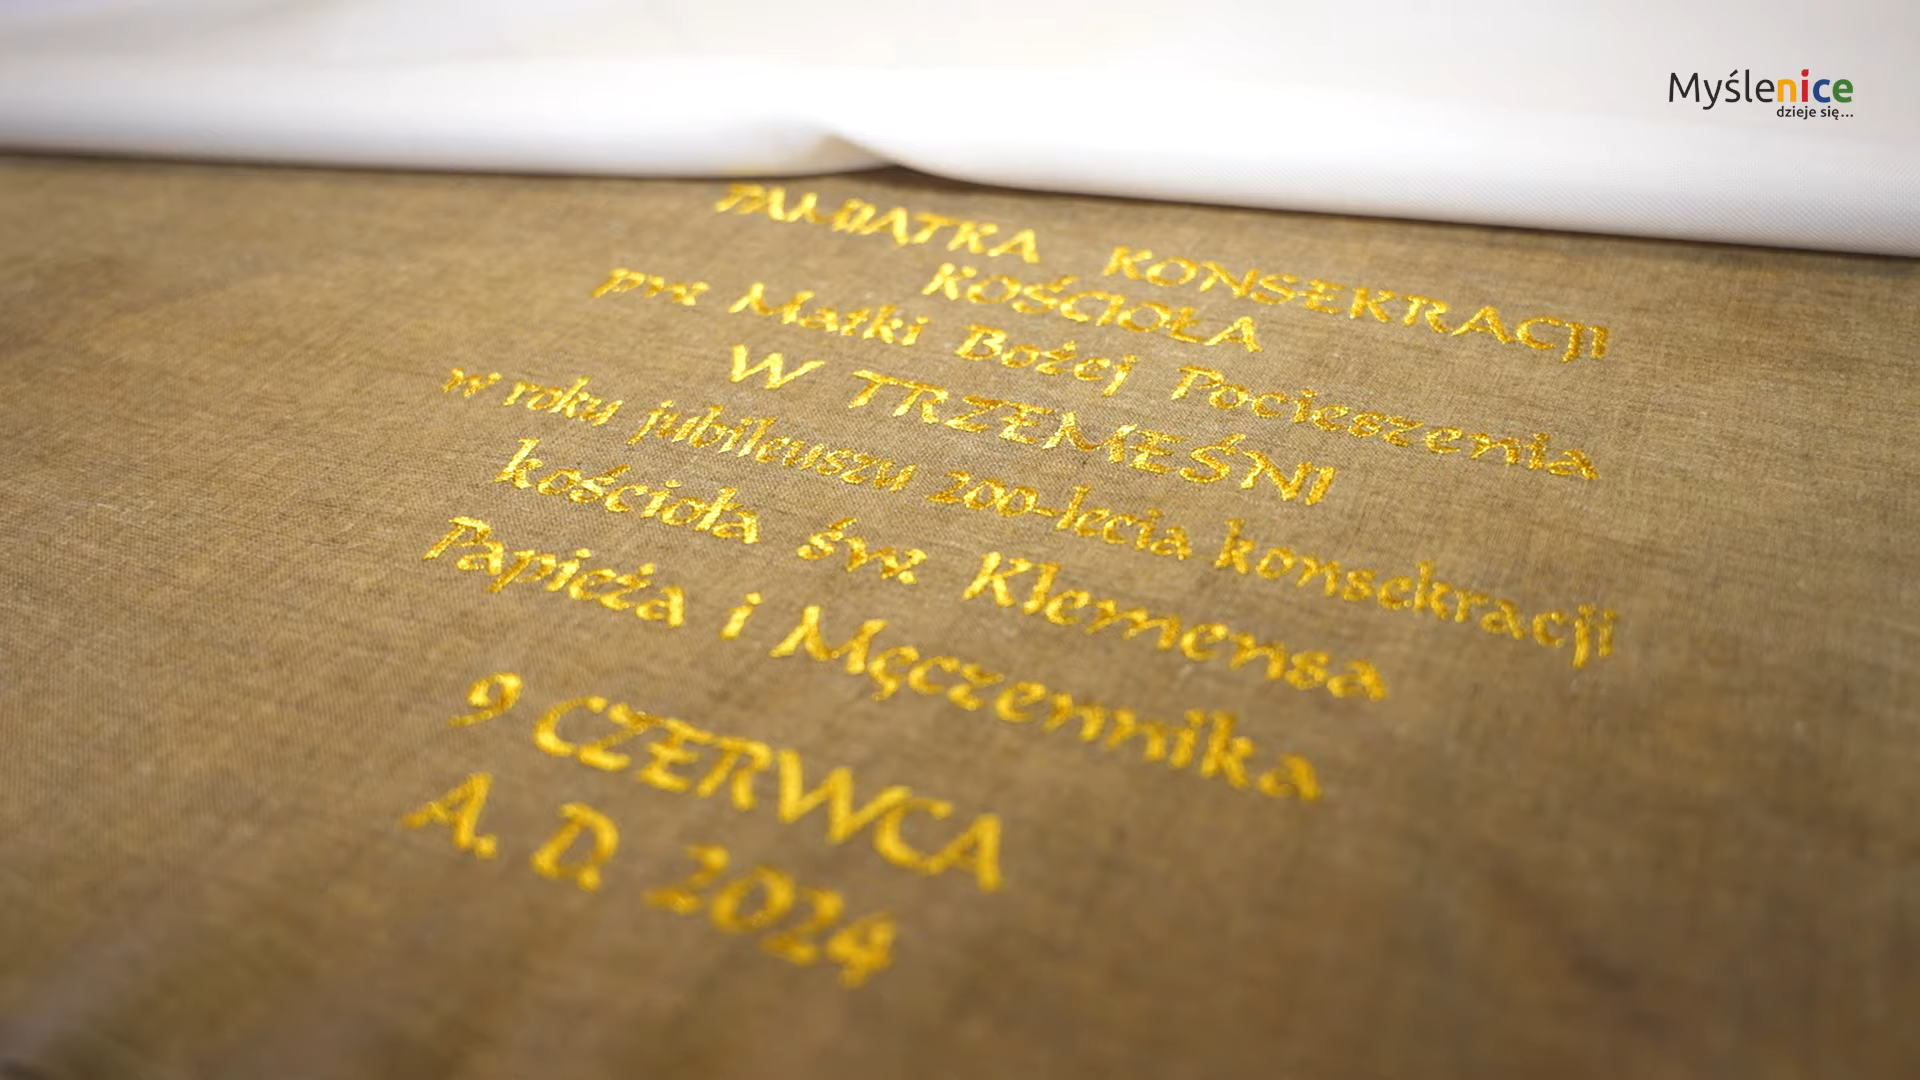 Myślenice
dzieje się...
PAMIĄTKA KONSEKRACJI
KOŚCIOŁA
pw. Matki Bożej Pocieszenia
W TRZEMEŚNI
w roku jubileuszu 200-lecia konsekracji
kościoła św. Klemensa
Papieża i Męczennika
9 CZERWCA
A. D. 2024